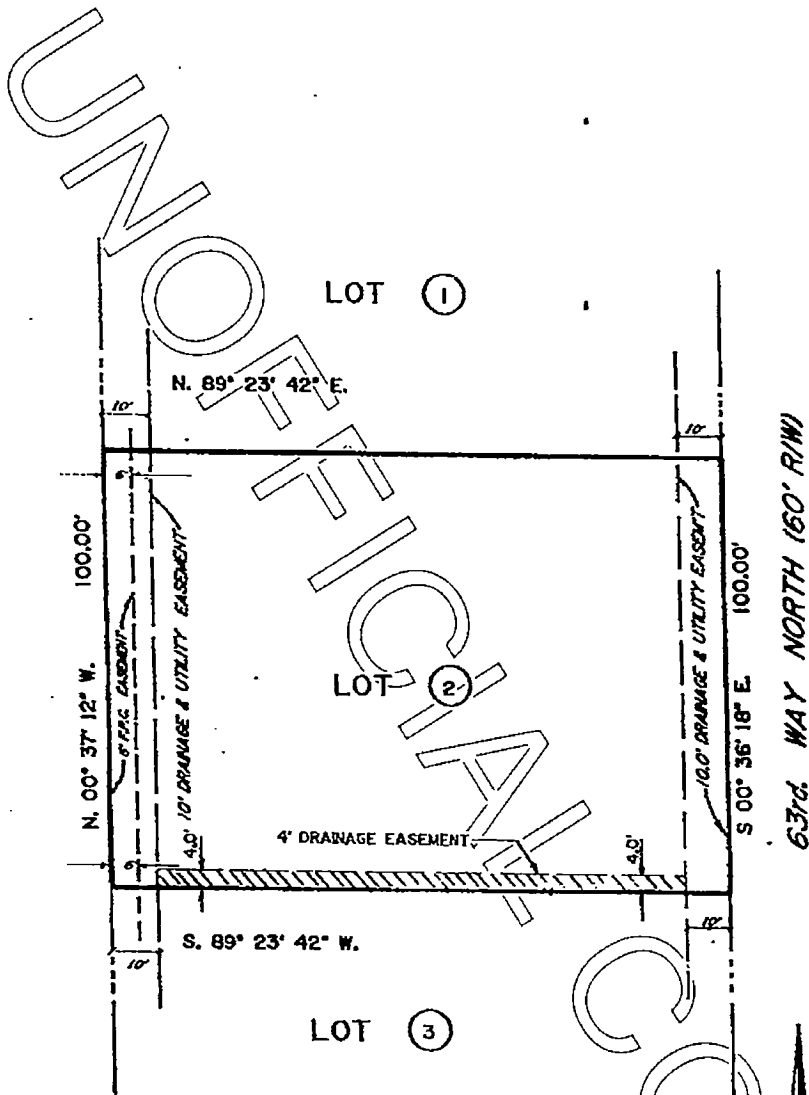 UNOFFICIAL CO
LOT 1
N. 89° 23' 42" E.
10'
10'
6'
N. 00° 37' 12" W. 100.00'
6' F.P.C. EASEMENT
10' DRAINAGE & UTILITY EASEMENT
LOT 2
10.0' DRAINAGE & UTILITY EASEM'T
S 00° 36' 18" E. 100.00'
63rd. WAY NORTH (60' R/W)
4.0'
4' DRAINAGE EASEMENT
4.0'
6'
S. 89° 23' 42" W.
10'
10'
LOT 3